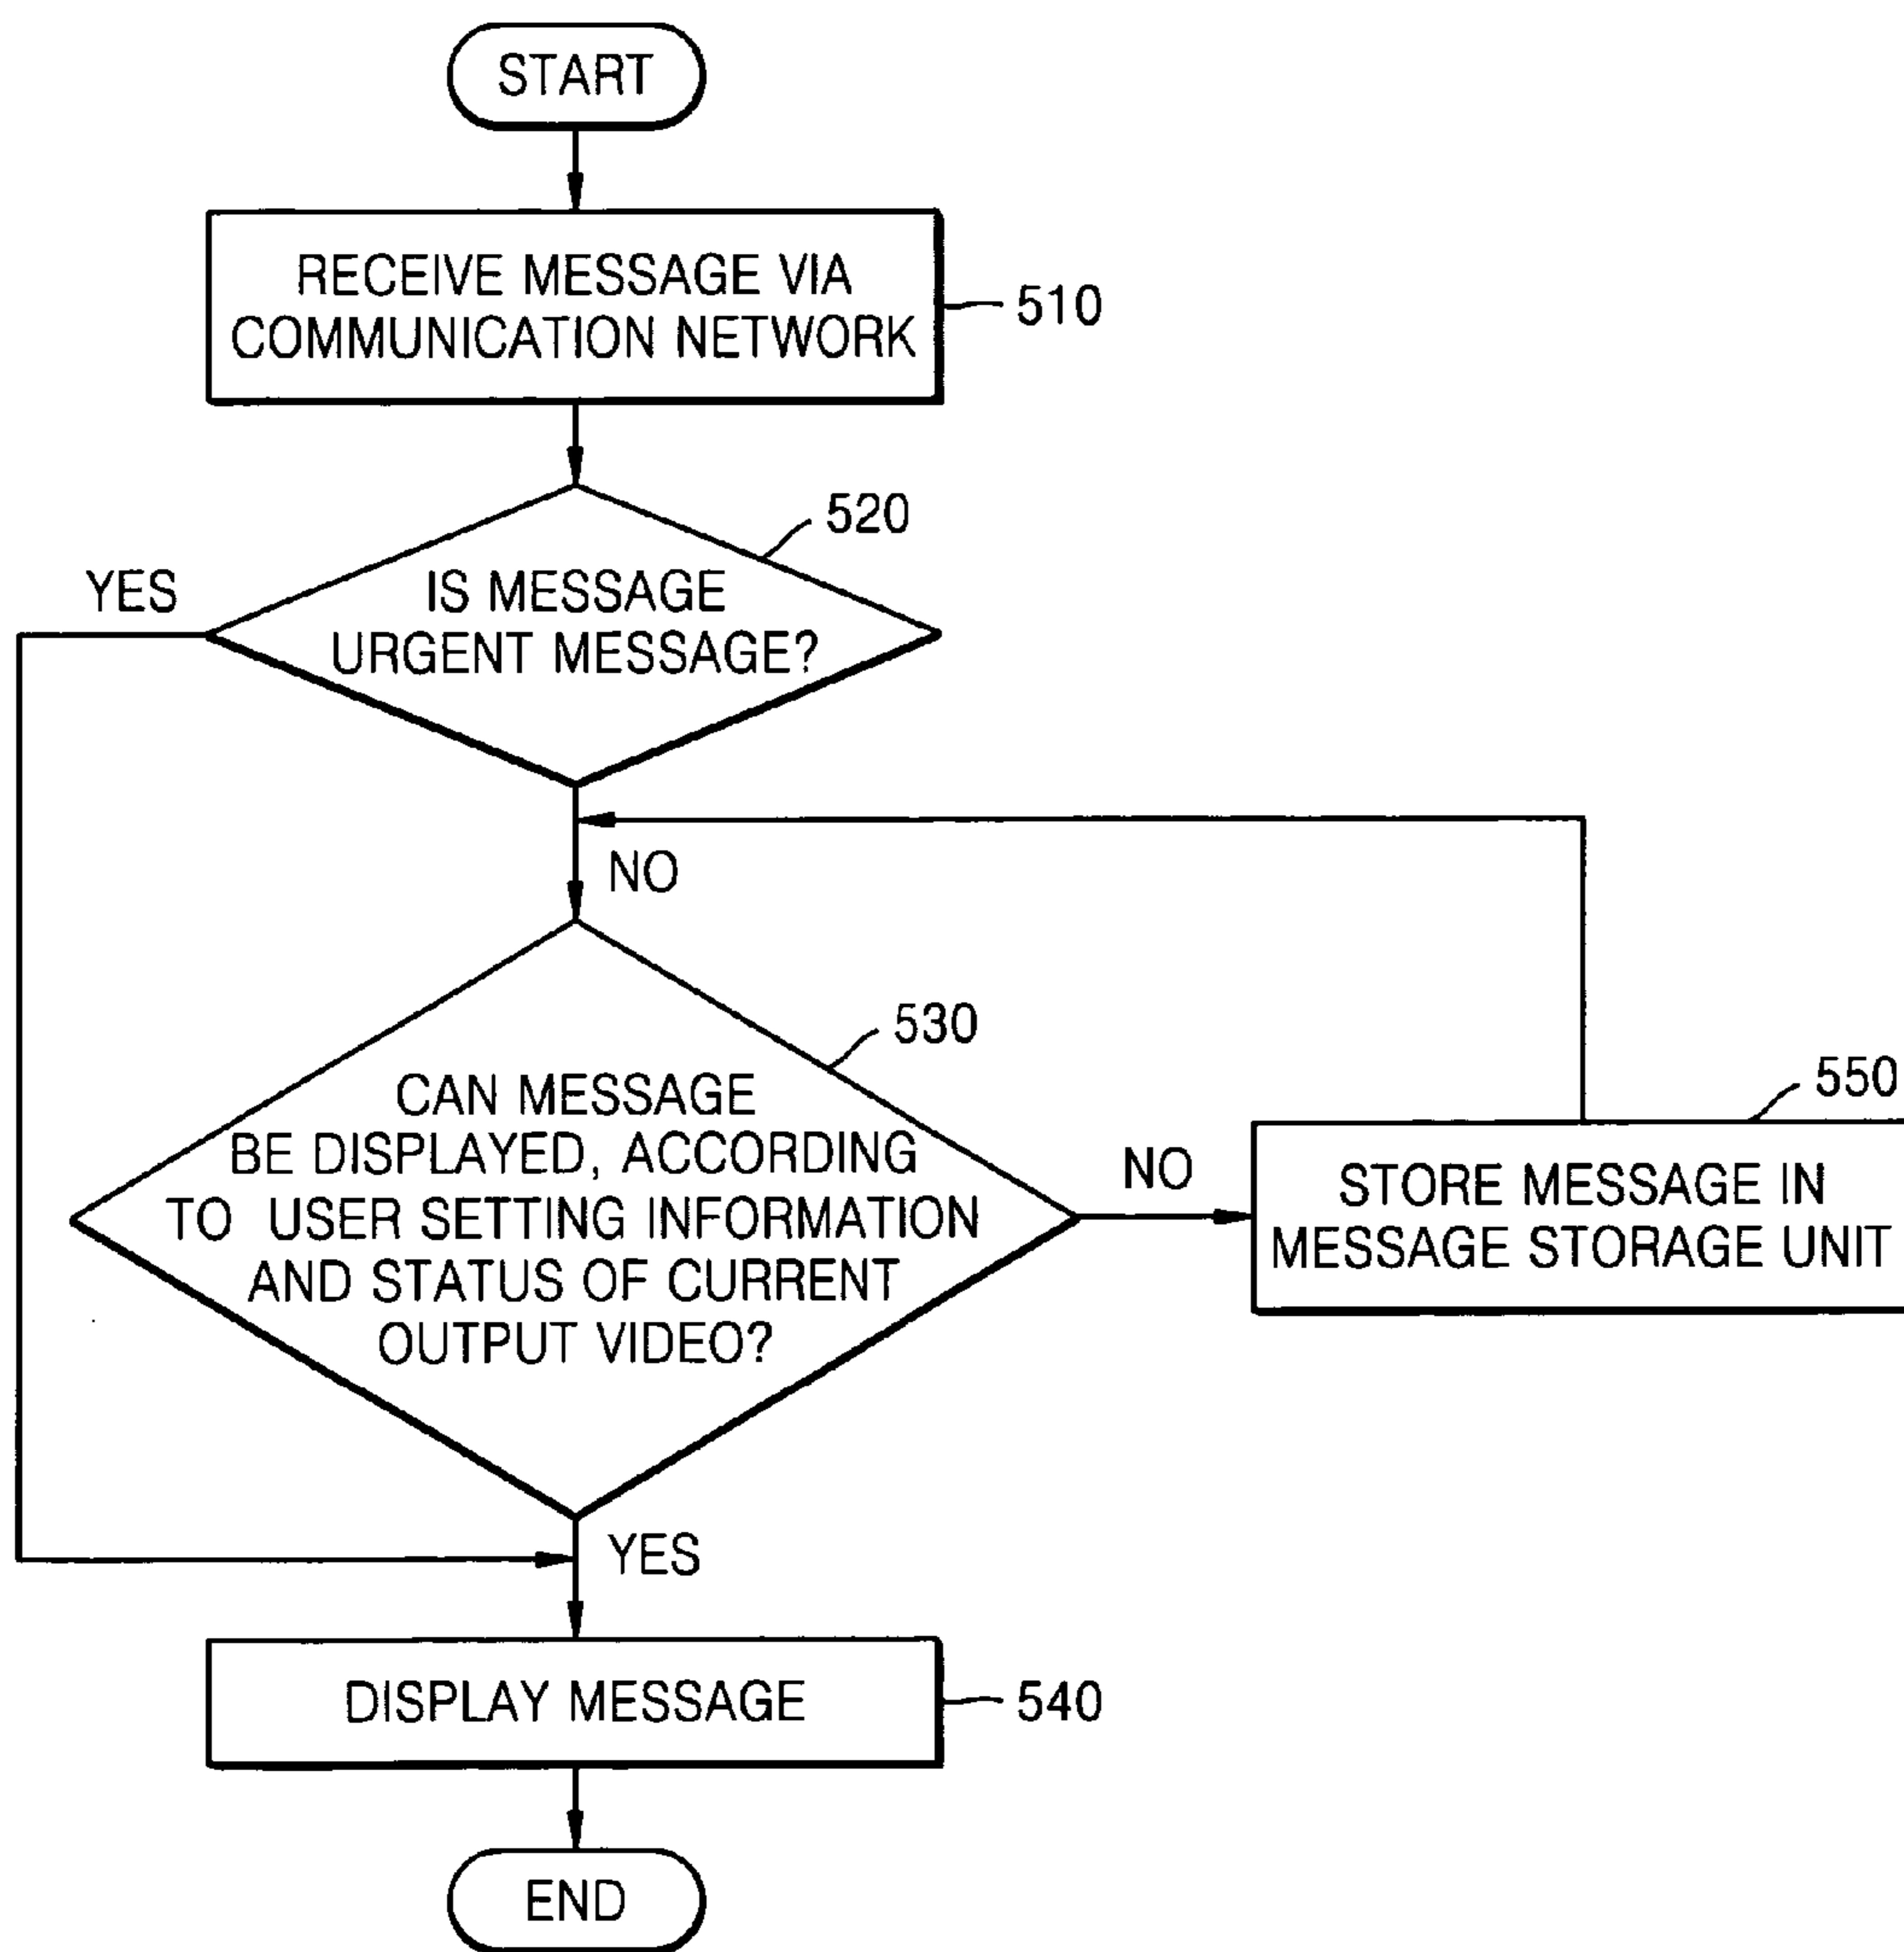 START
RECEIVE MESSAGE VIA
COMMUNICATION NETWORK
510
520
YES
IS MESSAGE
URGENT MESSAGE?
NO
530
CAN MESSAGE
BE DISPLAYED, ACCORDING
TO USER SETTING INFORMATION
AND STATUS OF CURRENT
OUTPUT VIDEO?
NO
550
STORE MESSAGE IN
MESSAGE STORAGE UNIT
YES
DISPLAY MESSAGE
540
END